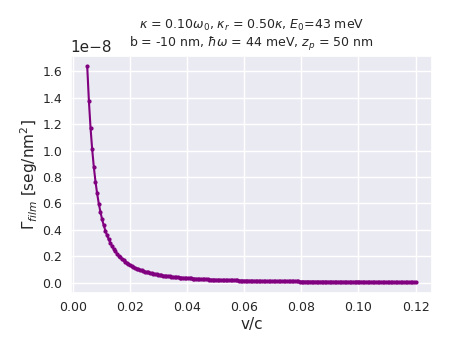 κ = 0.10ω₀, κᵣ = 0.50κ, E₀=43 meV
b = -10 nm, ℏω = 44 meV, zₚ = 50 nm
1e−8
1.6
1.4
1.2
1.0
0.8
0.6
0.4
0.2
0.0
Γ_film [seg/nm²]
0.00 0.02 0.04 0.06 0.08 0.10 0.12
v/c